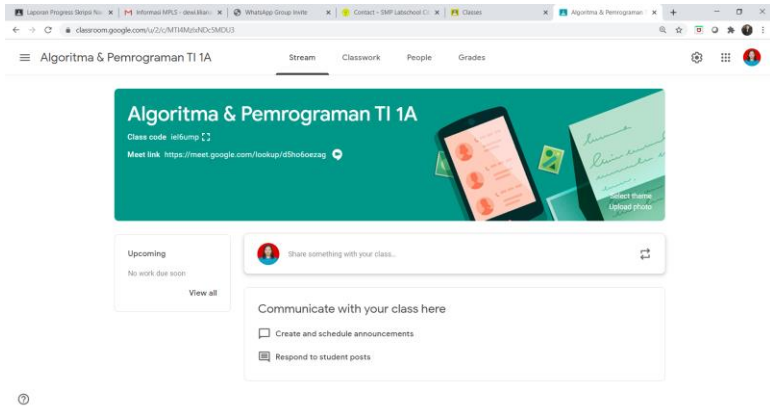 Laporan Progress Skripsi No
Informasi MPLS - dewi.lilian
WhatsApp Group Invite
Contact - SMP Labschool Ci
Classes
Algoritma & Pemrograman
classroom.google.com/u/2/c/MTI4MzIxNDc5MDU3
Algoritma & Pemrograman TI 1A
Stream
Classwork
People
Grades
Algoritma & Pemrograman TI 1A
Class code iel6ump
Meet link https://meet.google.com/lookup/d5ho6oezag
Select theme
Upload photo
Upcoming
No work due soon
View all
Share something with your class...
Communicate with your class here
Create and schedule announcements
Respond to student posts